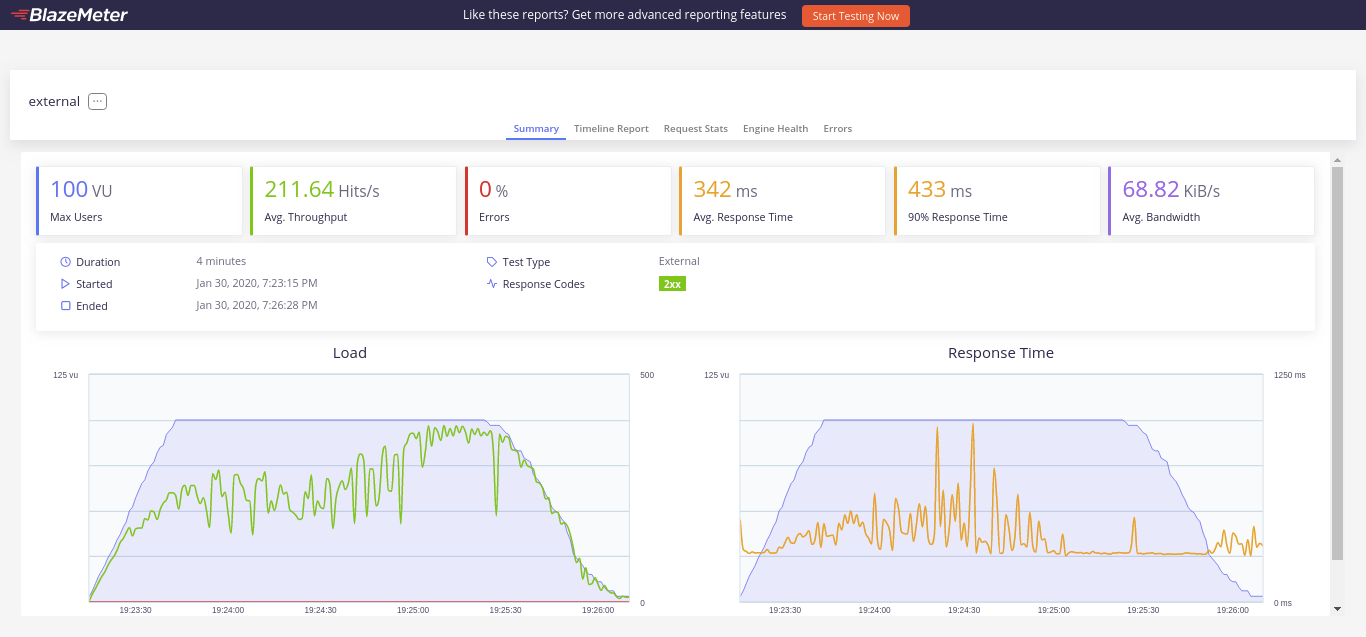 BlazeMeter
Like these reports? Get more advanced reporting features
Start Testing Now
external
Summary Timeline Report Request Stats Engine Health Errors
100 VU
Max Users
211.64 Hits/s
Avg. Throughput
0 %
Errors
342 ms
Avg. Response Time
433 ms
90% Response Time
68.82 KiB/s
Avg. Bandwidth
Duration 4 minutes
Started Jan 30, 2020, 7:23:15 PM
Ended Jan 30, 2020, 7:26:28 PM
Test Type External
Response Codes 2xx
Load
125 vu 500
0
19:23:30 19:24:00 19:24:30 19:25:00 19:25:30 19:26:00
Response Time
125 vu 1250 ms
0 ms
19:23:30 19:24:00 19:24:30 19:25:00 19:25:30 19:26:00